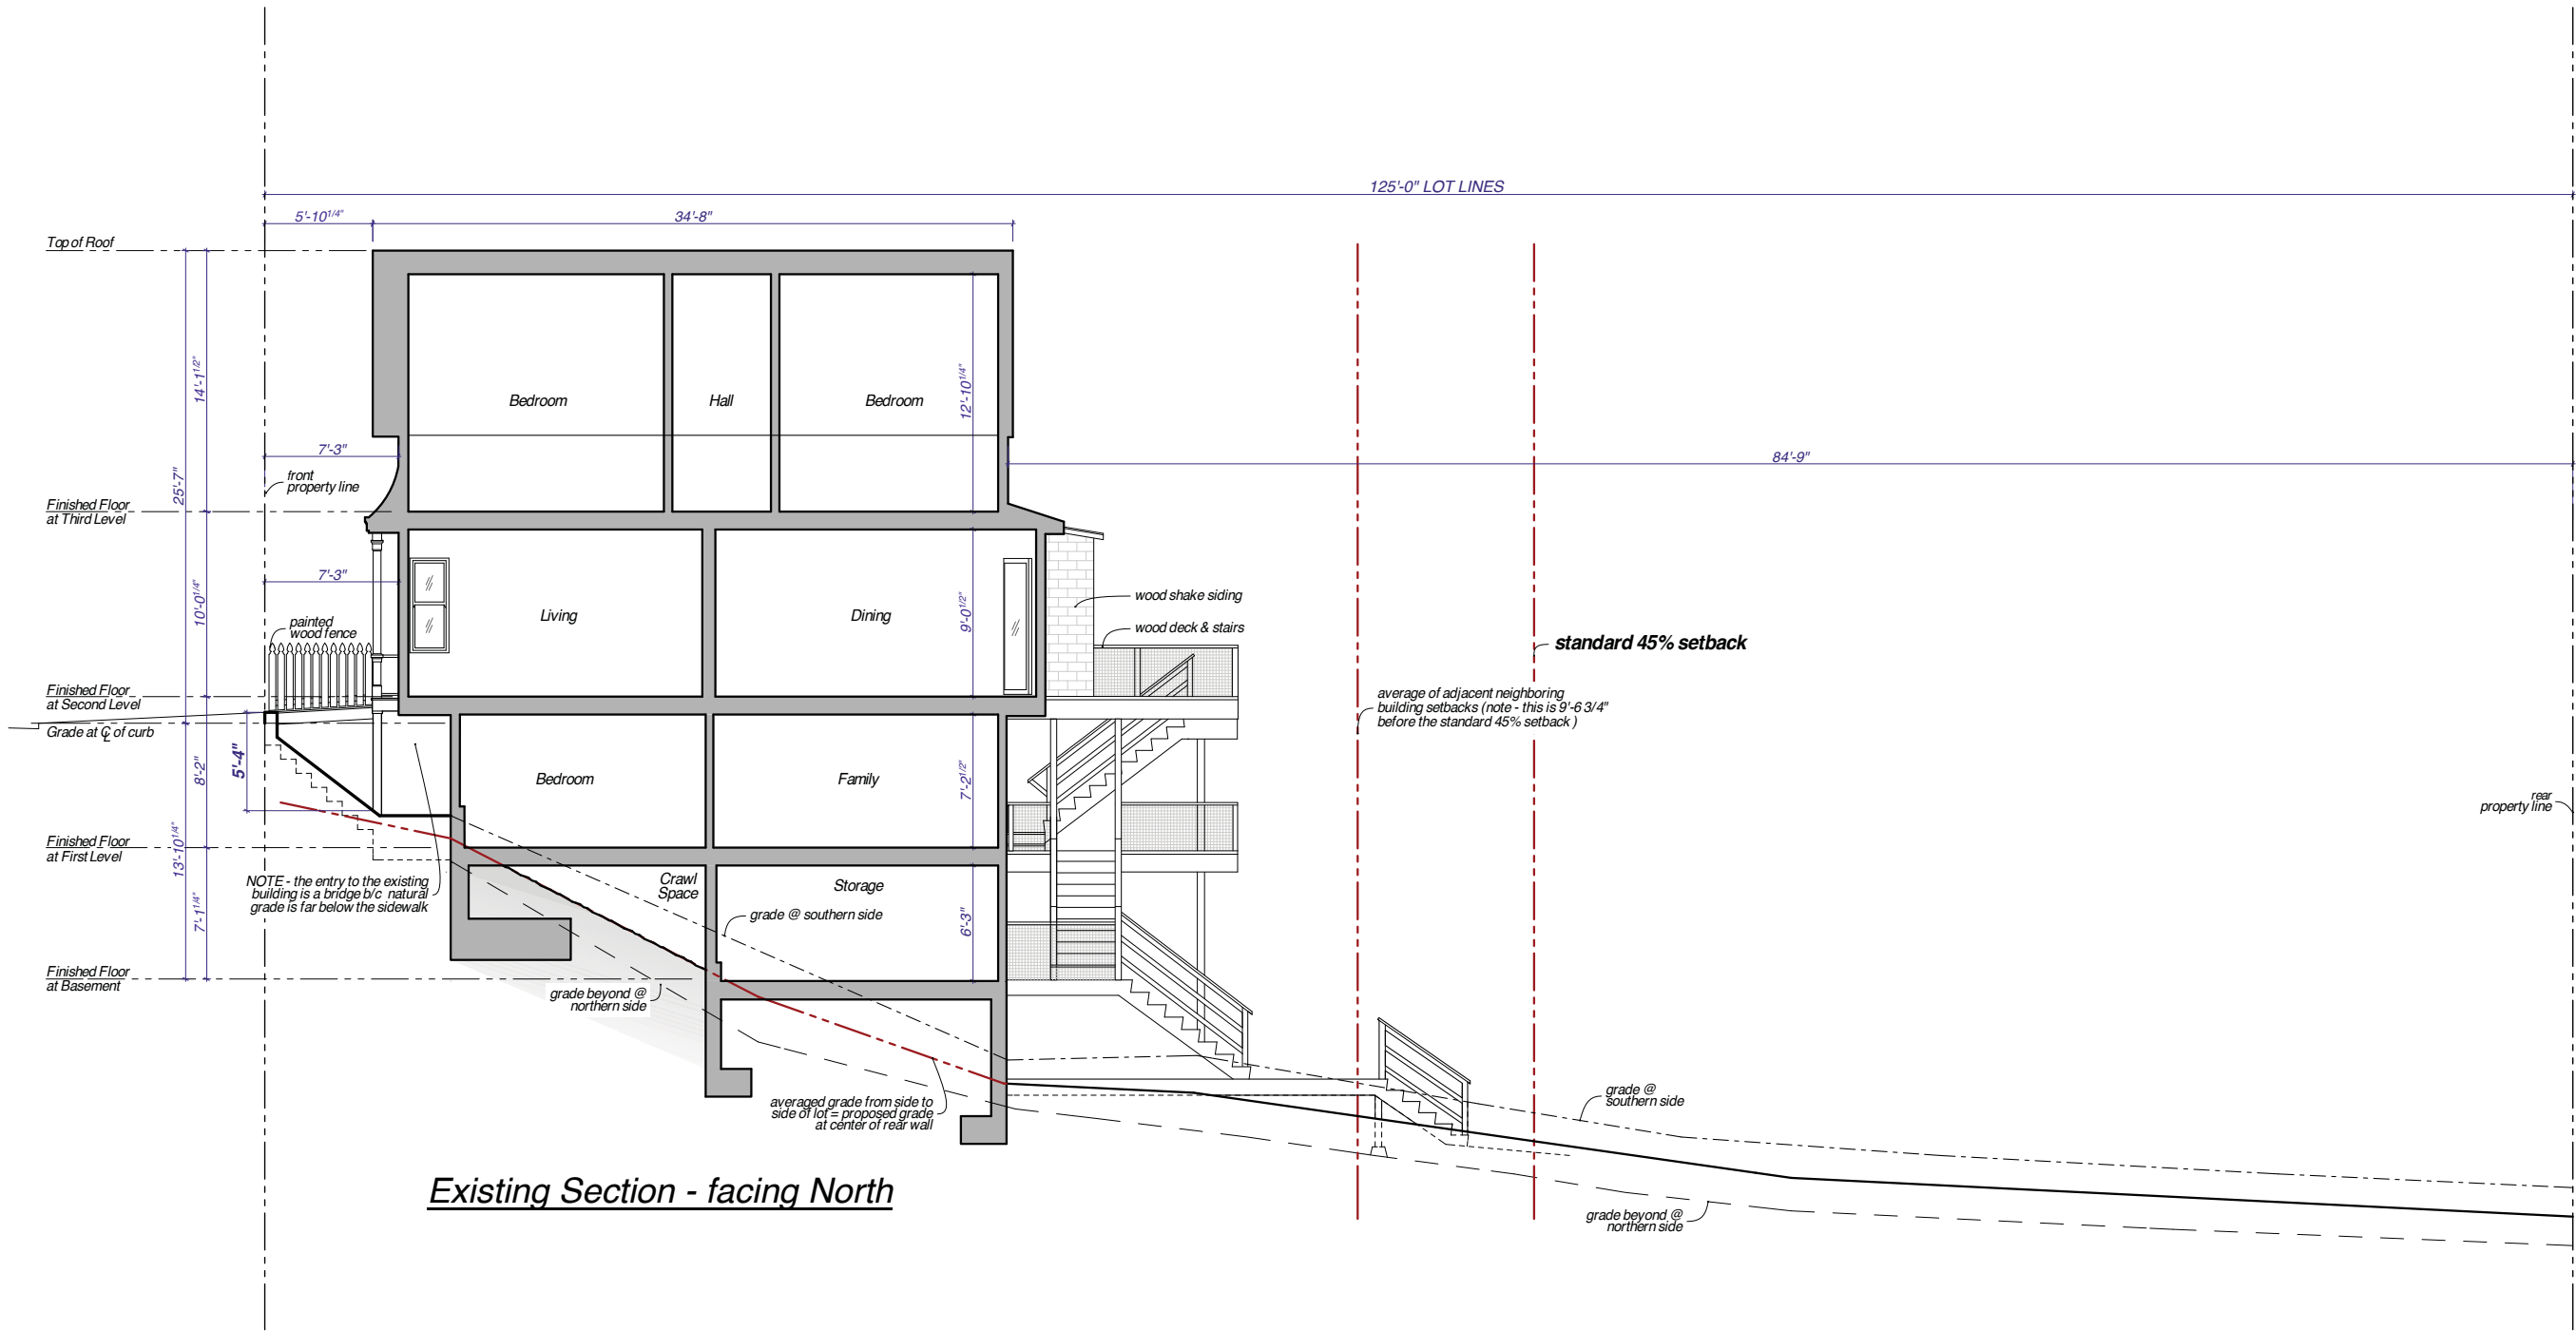 125'-0" LOT LINES
5'-10 1/4"
34'-8"
Top of Roof
14'-1 1/2"
25'-7"
12'-10 1/4"
Bedroom
Hall
Bedroom
7'-3"
84'-9"
front
property line
Finished Floor
at Third Level
7'-3"
10'-0 1/4"
9'-0 1/2"
Living
Dining
wood shake siding
wood deck & stairs
painted
wood fence
standard 45% setback
Finished Floor
at Second Level
average of adjacent neighboring
building setbacks (note - this is 9'-6 3/4"
before the standard 45% setback )
Grade at ℄ of curb
5'-4"
8'-2"
7'-2 1/2"
Bedroom
Family
rear
property line
Finished Floor
at First Level
13'-10 1/4"
NOTE - the entry to the existing
building is a bridge b/c natural
grade is far below the sidewalk
Crawl
Space
Storage
grade @ southern side
7'-1 1/4"
6'-3"
Finished Floor
at Basement
grade beyond @
northern side
averaged grade from side to
side of lot = proposed grade
at center of rear wall
grade @
southern side
Existing Section - facing North
grade beyond @
northern side